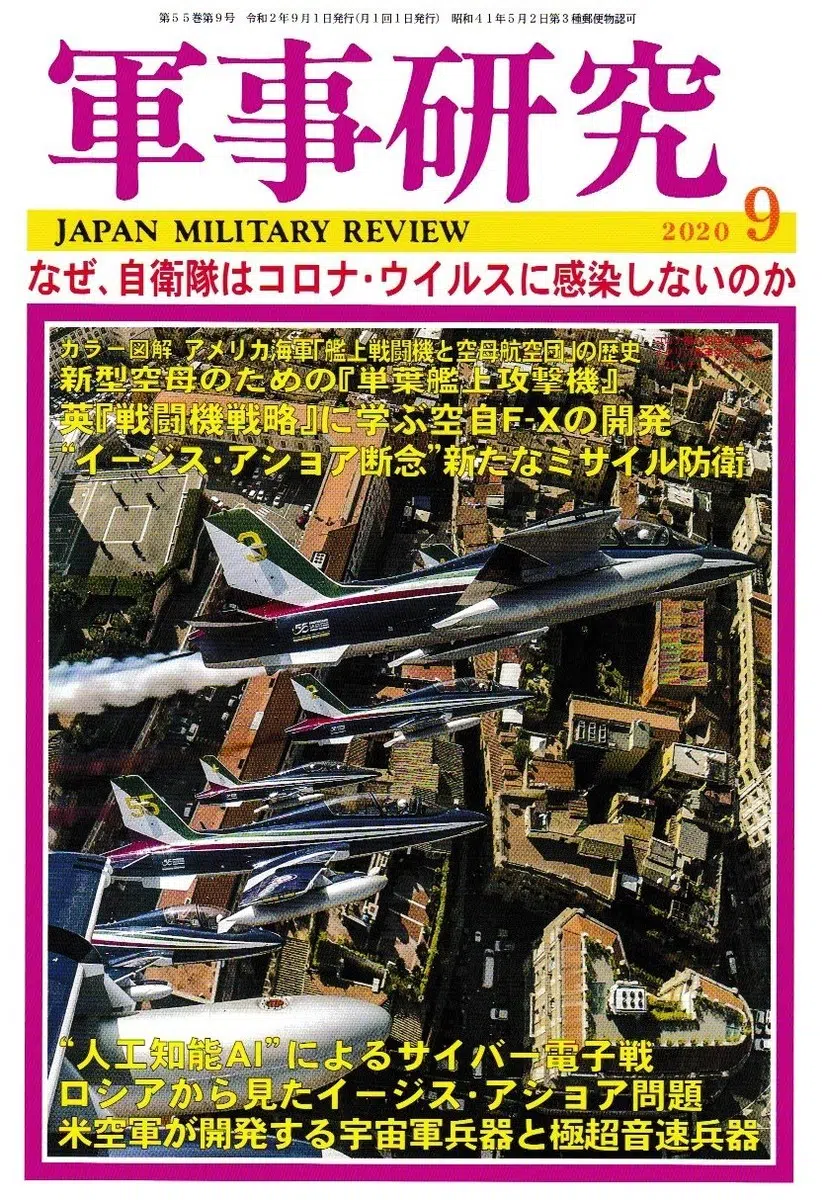 第55巻第9号 令和2年9月1日発行(月1回1日発行) 昭和41年5月2日第3種郵便物認可
軍事研究
JAPAN MILITARY REVIEW 2020 9
なぜ、自衛隊はコロナ・ウイルスに感染しないのか
カラー図解 アメリカ海軍「艦上戦闘機と空母航空団」の歴史
新型空母のための『単葉艦上攻撃機』
英『戦闘機戦略』に学ぶ空自F-Xの開発
“イージス・アショア断念”新たなミサイル防衛
3
55
55
“人工知能AI”によるサイバー電子戦
ロシアから見たイージス・アショア問題
米空軍が開発する宇宙軍兵器と極超音速兵器